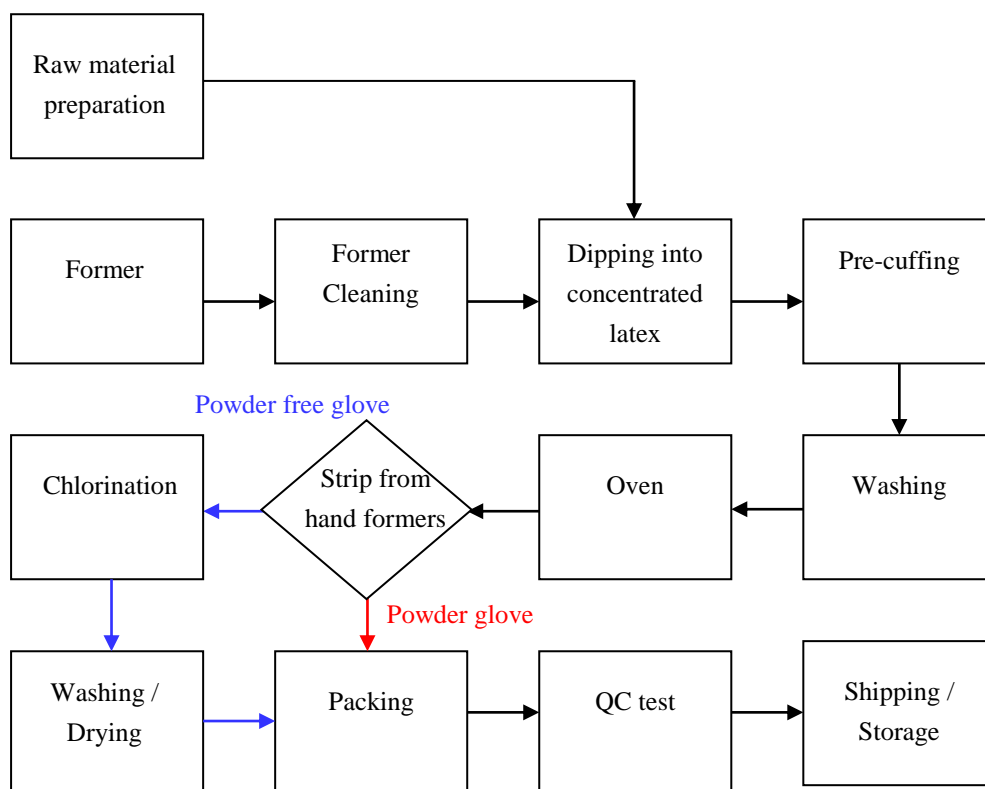 Raw material
preparation
Former
Former
Cleaning
Dipping into
concentrated
latex
Pre-cuffing
Powder free glove
Chlorination
Strip from
hand formers
Oven
Washing
Powder glove
Washing /
Drying
Packing
QC test
Shipping /
Storage